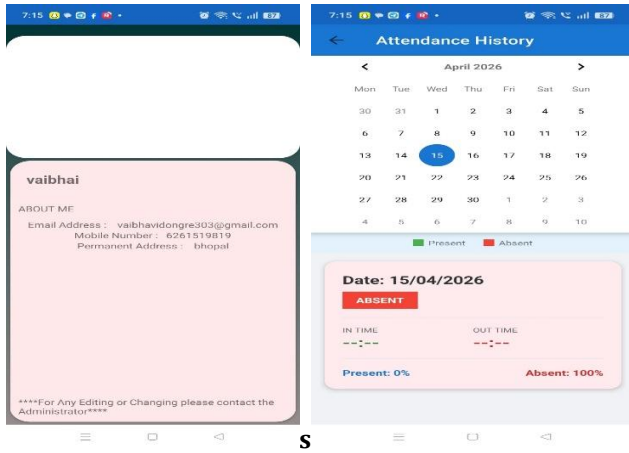 7:15
87
vaibhai
ABOUT ME
Email Address : vaibhavidongre303@gmail.com
Mobile Number : 6261519819
Permanent Address : bhopal
****For Any Editing or Changing please contact the
Administrator****
7:15
87
Attendance History
< April 2026 >
Mon Tue Wed Thu Fri Sat Sun
30 31 1 2 3 4 5
6 7 8 9 10 11 12
13 14 15 16 17 18 19
20 21 22 23 24 25 26
27 28 29 30 1 2 3
4 5 6 7 8 9 10
Present Absent
Date: 15/04/2026
ABSENT
IN TIME OUT TIME
--:-- --:--
Present: 0% Absent: 100%
s